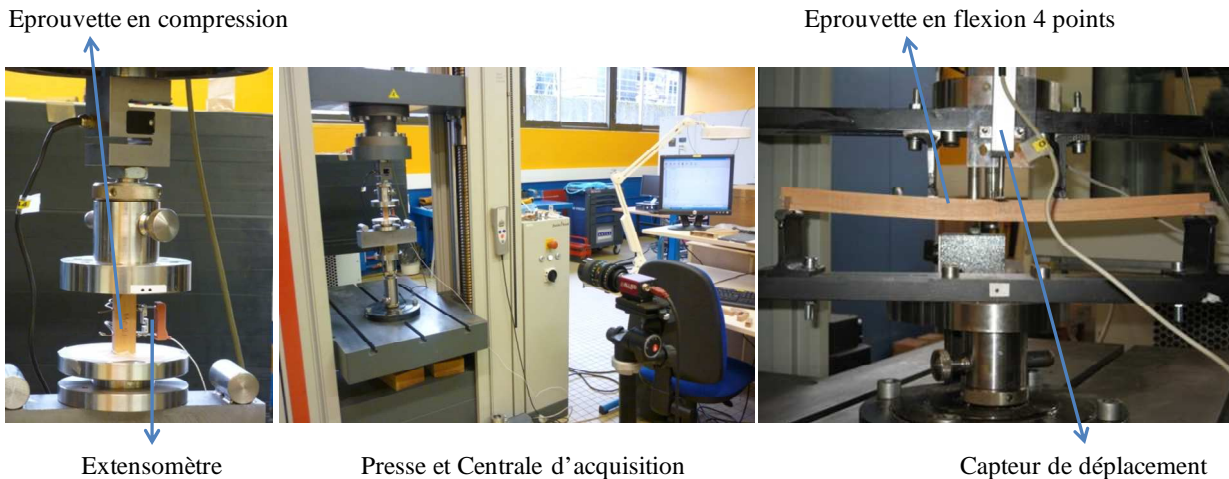 Eprouvette en compression
Eprouvette en flexion 4 points
Extensomètre
Presse et Centrale d'acquisition
Capteur de déplacement